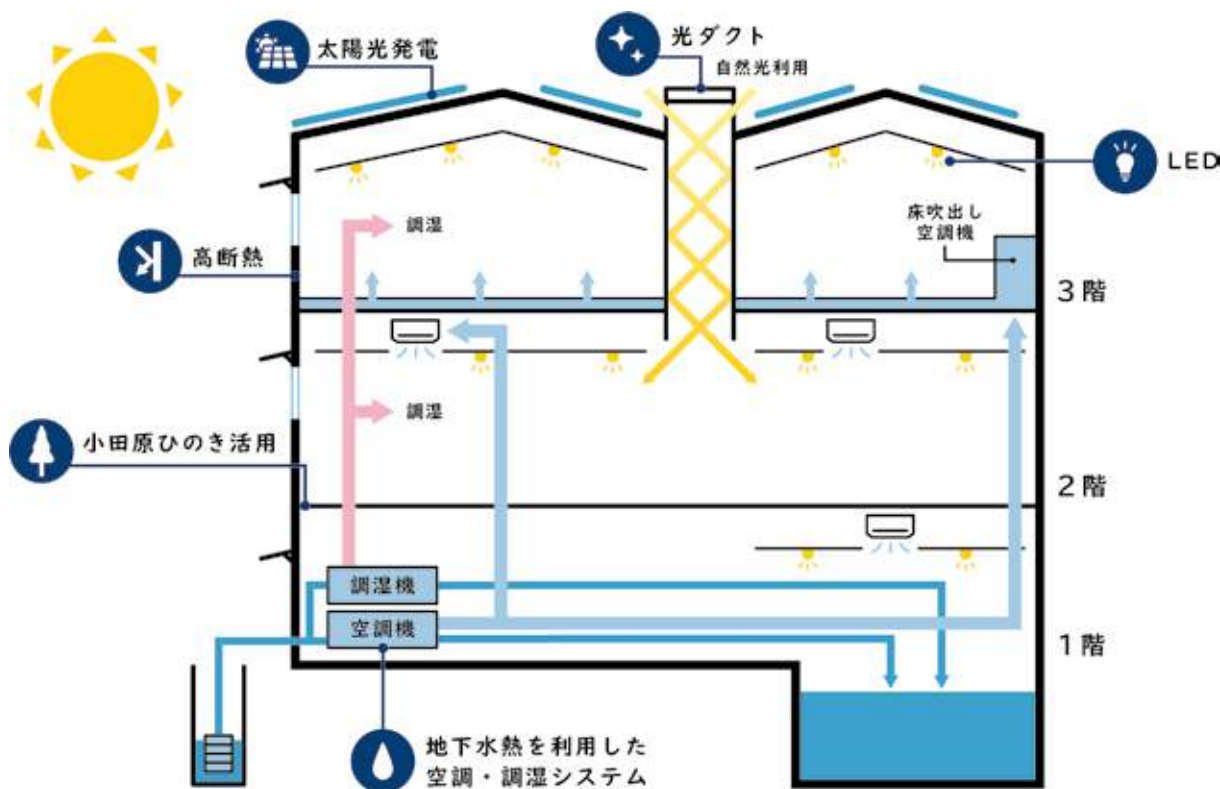 太陽光発電
光ダクト
自然光利用
LED
調湿
床吹出し
空調機
高断熱
3階
調湿
小田原ひのき活用
2階
調湿機
空調機
1階
地下水熱を利用した
空調・調湿システム